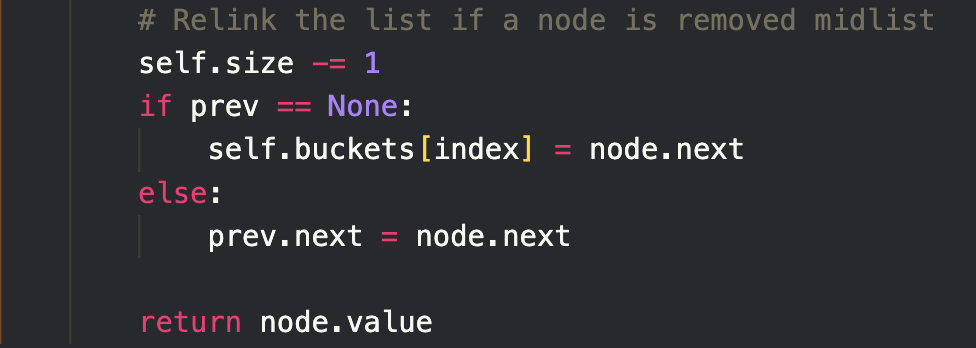 # Relink the list if a node is removed midlist
self.size -= 1
if prev == None:
    self.buckets[index] = node.next
else:
    prev.next = node.next
return node.value